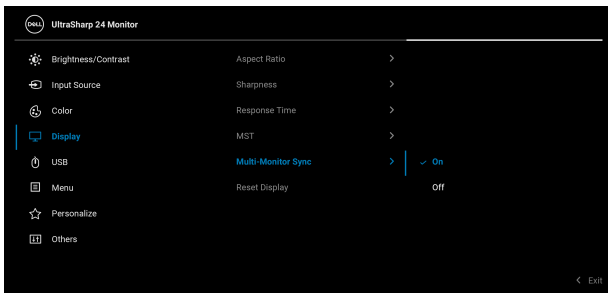 DELL UltraSharp 24 Monitor
Brightness/Contrast Aspect Ratio
Input Source Sharpness
Color Response Time
Display MST
USB Multi-Monitor Sync On
Menu Reset Display Off
Personalize
Others
Exit